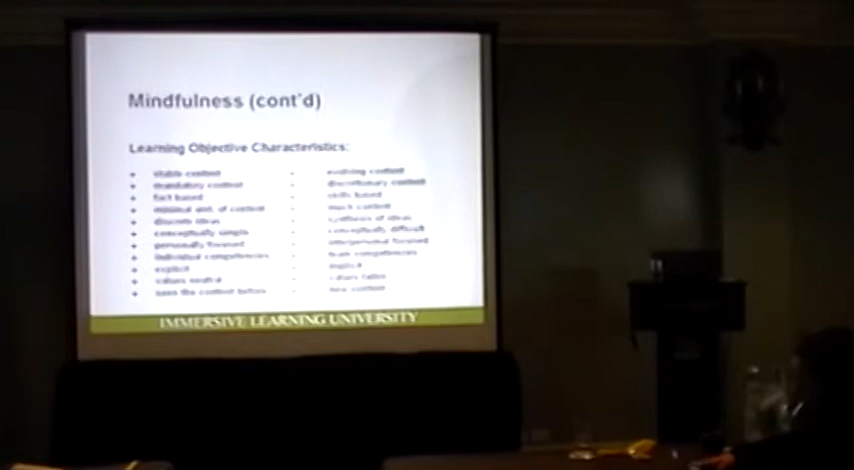 Mindfulness (cont'd)
Learning Objective Characteristics:
+ stable content - evolving content
+ mandatory content - discretionary content
+ fact based - skills based
+ minimal amt. of content - much content
+ discrete ideas - synthesis of ideas
+ conceptually simple - conceptually difficult
+ personally focused - interpersonal focused
+ individual competencies - team competencies
+ explicit - implicit
+ values neutral - values laden
+ seen the content before - new content
IMMERSIVE LEARNING UNIVERSITY